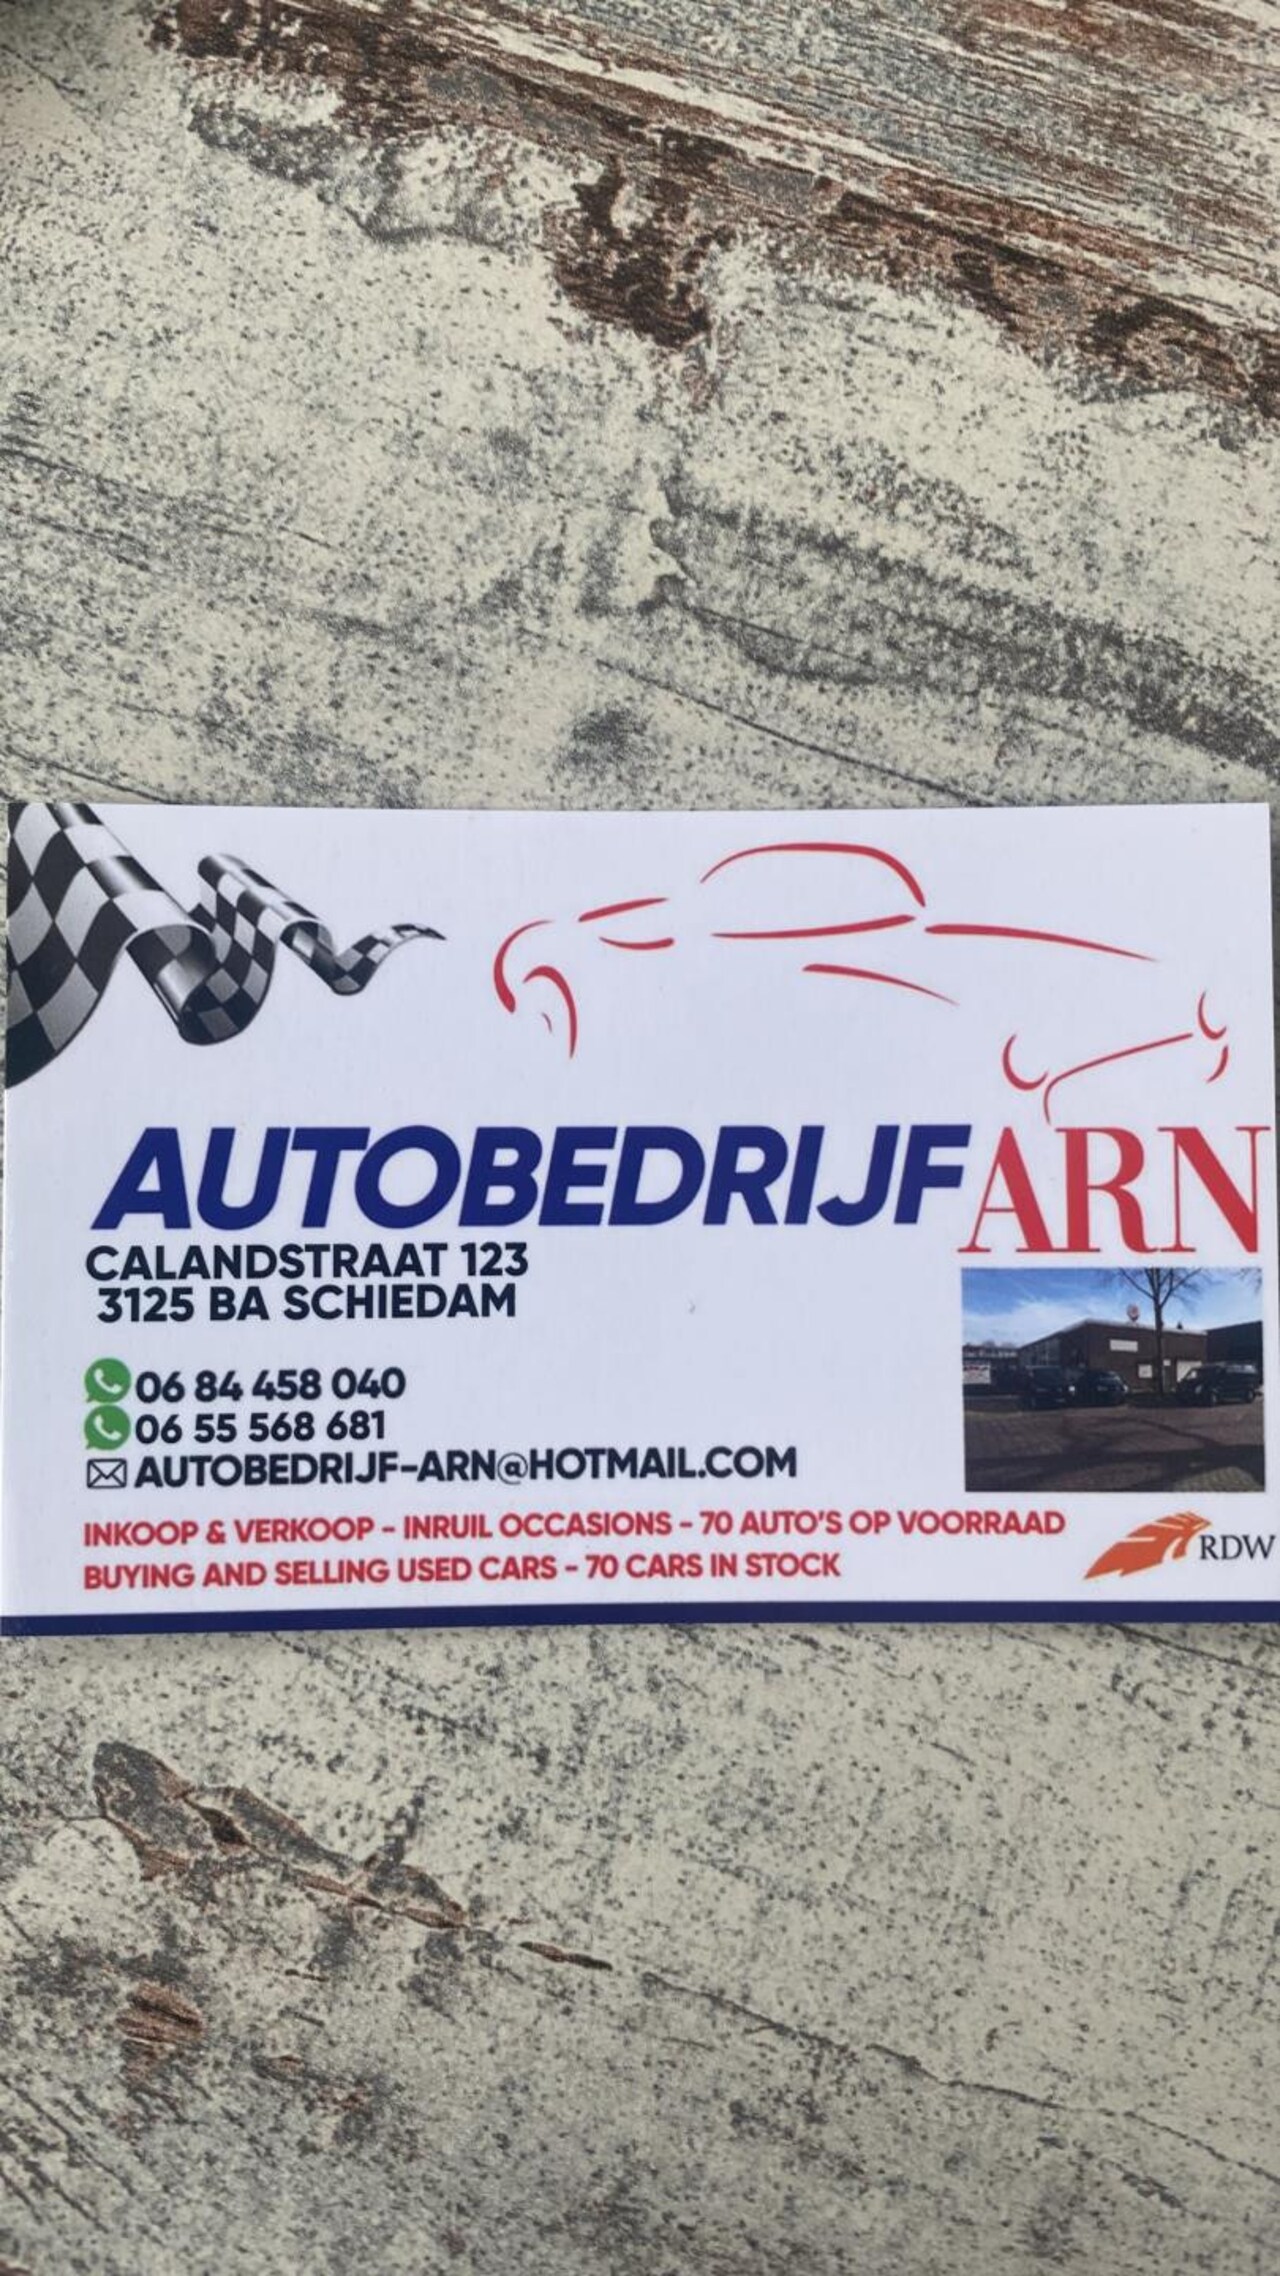 AUTOBEDRIJF ARN
CALANDSTRAAT 123
3125 BA SCHIEDAM
06 84 458 040
06 55 568 681
AUTOBEDRIJF-ARN@HOTMAIL.COM
INKOOP & VERKOOP - INRUIL OCCASIONS - 70 AUTO'S OP VOORRAAD
BUYING AND SELLING USED CARS - 70 CARS IN STOCK
RDW